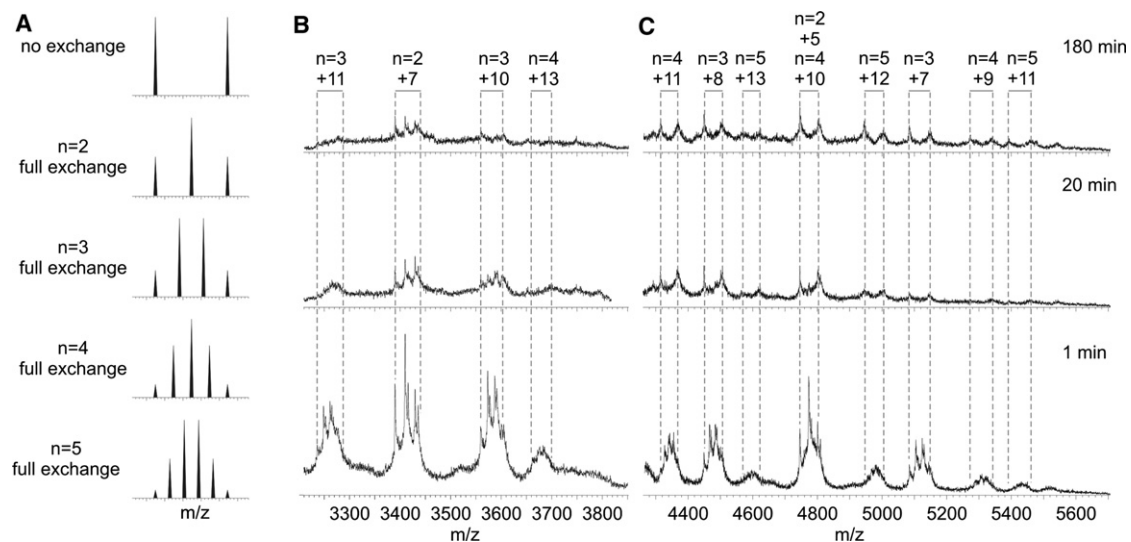 A
no exchange
n=2
full exchange
n=3
full exchange
n=4
full exchange
n=5
full exchange
m/z
B
n=3 n=2 n=3 n=4
+11 +7 +10 +13
3300 3400 3500 3600 3700 3800
m/z
C
n=2
+5
n=4 n=3 n=5 n=4 n=5 n=3 n=4 n=5
+11 +8 +13 +10 +12 +7 +9 +11
180 min
20 min
1 min
4400 4600 4800 5000 5200 5400 5600
m/z